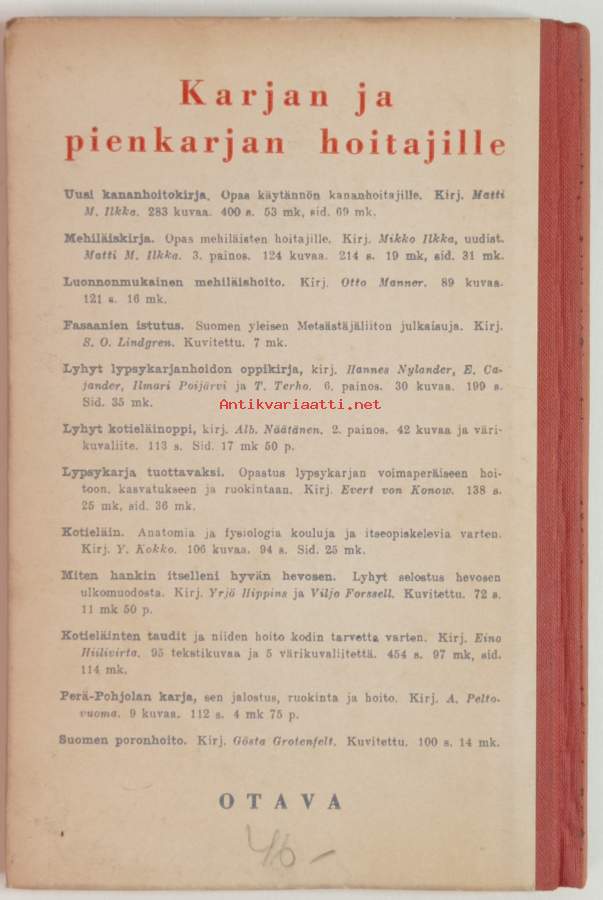 Karjan ja
pienkarjan hoitajille
Uusi kananhoitokirja. Opas käytännön kananhoitajille. Kirj. Matti
M. Ilkka. 283 kuvaa. 400 s. 53 mk, sid. 69 mk.
Mehiläiskirja. Opas mehiläisten hoitajille. Kirj. Mikko Ilkka, uudist.
Matti M. Ilkka. 3. painos. 124 kuvaa. 214 s. 19 mk, sid. 31 mk.
Luonnonmukainen mehiläishoito. Kirj. Otto Manner. 89 kuvaa.
121 s. 16 mk.
Fasaanien istutus. Suomen yleisen Metsästäjäliiton julkaisuja. Kirj.
S. O. Lindgren. Kuvitettu. 7 mk.
Lyhyt lypsykarjanhoidon oppikirja, kirj. Hannes Nylander, E. Ca-
jander, Ilmari Poijärvi ja T. Terho. 6. painos. 30 kuvaa. 199 s.
Sid. 35 mk.
Antikvariaatti.net
Lyhyt kotieläinoppi, kirj. Alb. Näätänen. 2. painos. 42 kuvaa ja väri-
kuvaliite. 113 s. Sid. 17 mk 50 p.
Lypsykarja tuottavaksi. Opastus lypsykarjan voimaperäiseen hoi-
toon, kasvatukseen ja ruokintaan. Kirj. Evert von Konow. 138 s.
25 mk, sid. 36 mk.
Kotieläin. Anatomia ja fysiologia kouluja ja itseopiskelevia varten.
Kirj. Y. Kokko. 106 kuvaa. 94 s. Sid. 25 mk.
Miten hankin itselleni hyvän hevosen. Lyhyt selostus hevosen
ulkomuodosta. Kirj. Yrjö Hippins ja Viljo Forssell. Kuvitettu. 72 s.
11 mk 50 p.
Kotieläinten taudit ja niiden hoito kodin tarvetta varten. Kirj. Eino
Hiilivirta. 95 tekstikuvaa ja 5 värikuvaliitettä. 454 s. 97 mk, sid.
114 mk.
Perä-Pohjolan karja, sen jalostus, ruokinta ja hoito. Kirj. A. Pelto-
vuoma. 9 kuvaa. 112 s. 4 mk 75 p.
Suomen poronhoito. Kirj. Gösta Grotenfelt. Kuvitettu. 100 s. 14 mk.
OTAVA
46 –